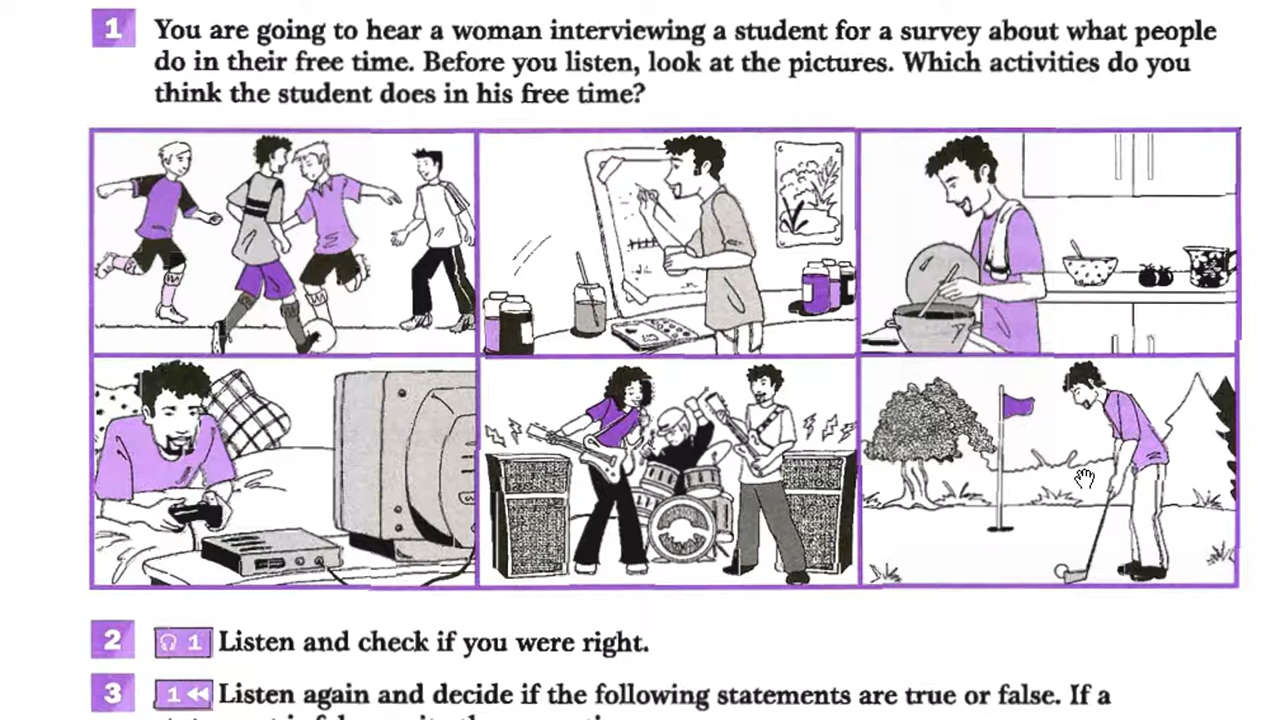 1 You are going to hear a woman interviewing a student for a survey about what people
do in their free time. Before you listen, look at the pictures. Which activities do you
think the student does in his free time?
2 1 Listen and check if you were right.
3 1 Listen again and decide if the following statements are true or false. If a